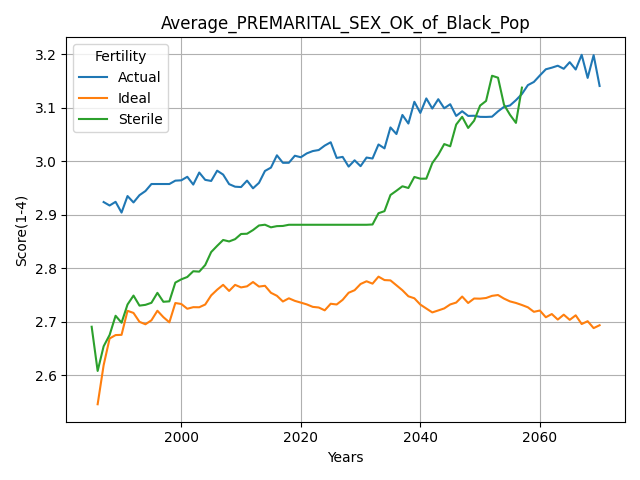 Average_PREMARITAL_SEX_OK_of_Black_Pop
Fertility
Actual
Ideal
Sterile
Score(1-4)
3.2
3.1
3.0
2.9
2.8
2.7
2.6
2000
2020
2040
2060
Years